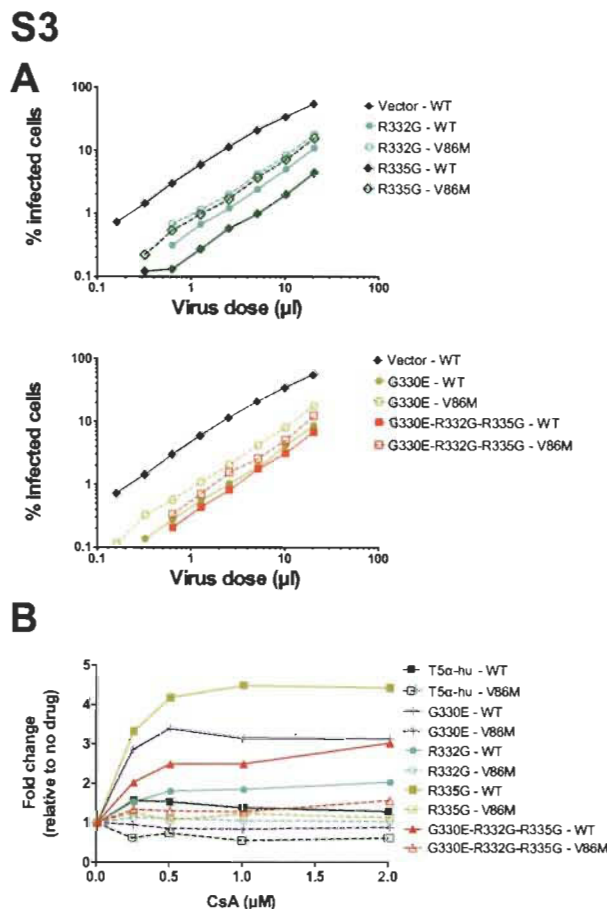 S3
A
% infected cells
100
10
1
0.1
0.1
1
10
100
Virus dose (µl)
Vector - WT
R332G - WT
R332G - V86M
R335G - WT
R335G - V86M
% infected cells
100
10
1
0.1
0.1
1
10
100
Virus dose (µl)
Vector - WT
G330E - WT
G330E - V86M
G330E-R332G-R335G - WT
G330E-R332G-R335G - V86M
B
Fold change
(relative to no drug)
5
4
3
2
1
0
0.0
0.5
1.0
1.5
2.0
CsA (µM)
T5α-hu - WT
T5α-hu - V86M
G330E - WT
G330E - V86M
R332G - WT
R332G - V86M
R335G - WT
R335G - V86M
G330E-R332G-R335G - WT
G330E-R332G-R335G - V86M